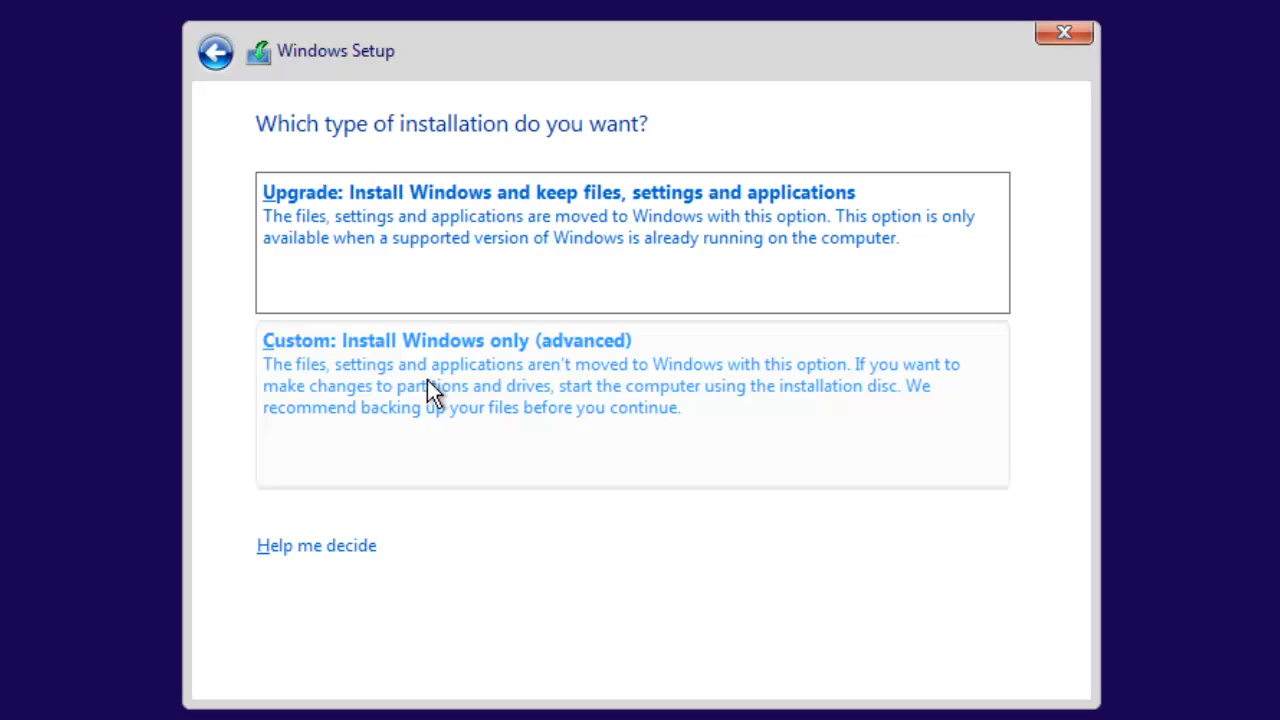 Windows Setup
Which type of installation do you want?
Upgrade: Install Windows and keep files, settings and applications
The files, settings and applications are moved to Windows with this option. This option is only
available when a supported version of Windows is already running on the computer.
Custom: Install Windows only (advanced)
The files, settings and applications aren't moved to Windows with this option. If you want to
make changes to partitions and drives, start the computer using the installation disc. We
recommend backing up your files before you continue.
Help me decide